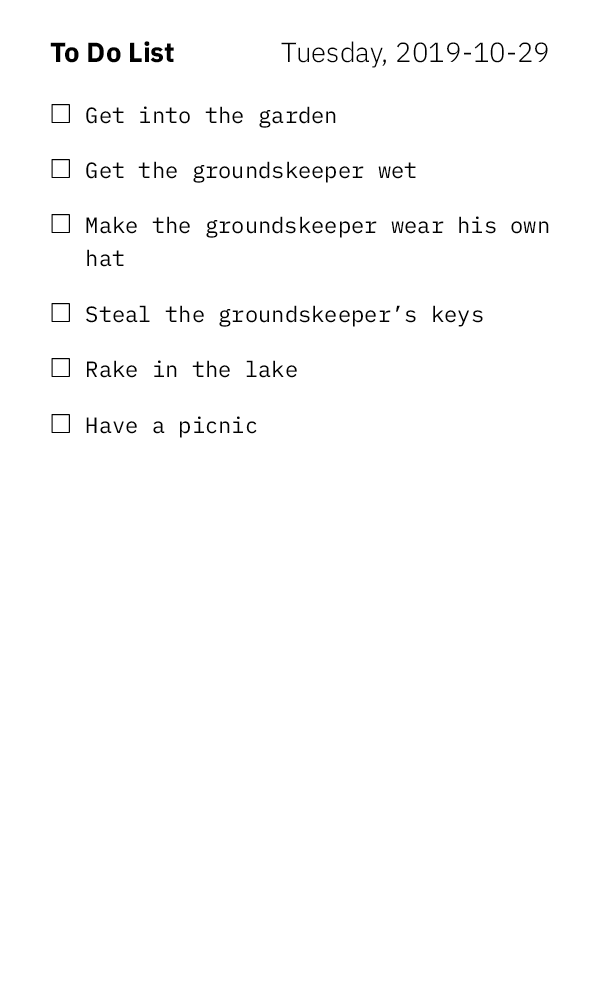 To Do List Tuesday, 2019-10-29
☐ Get into the garden
☐ Get the groundskeeper wet
☐ Make the groundskeeper wear his own
hat
☐ Steal the groundskeeper’s keys
☐ Rake in the lake
☐ Have a picnic